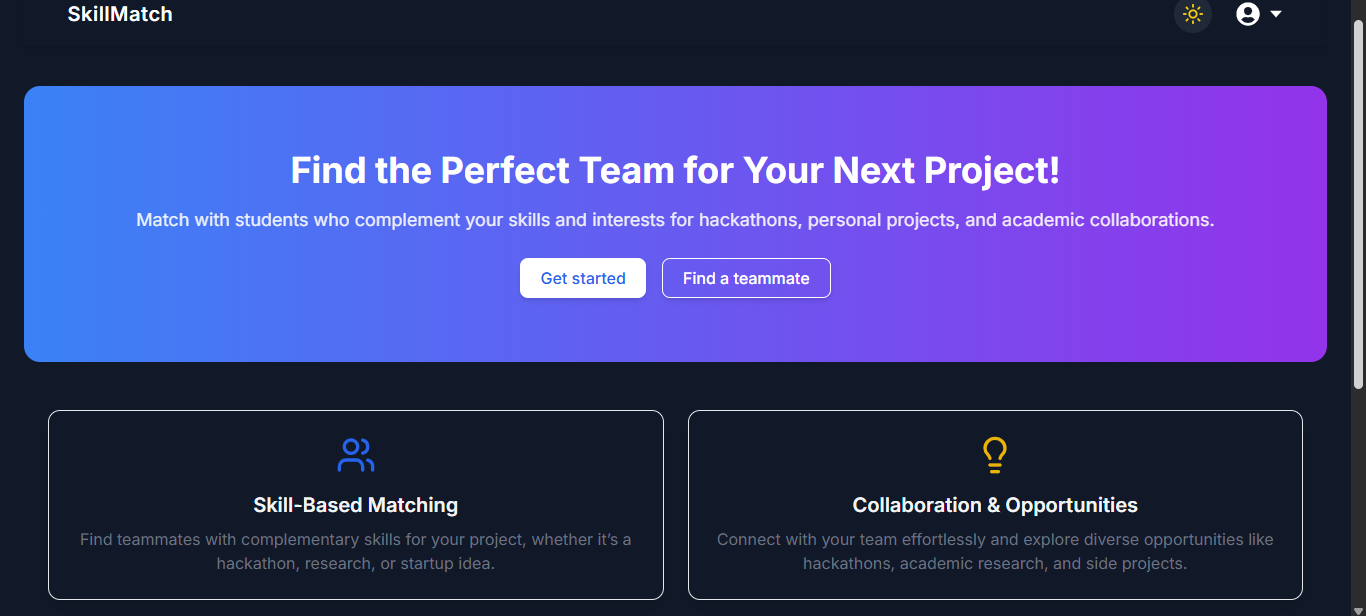 SkillMatch
Find the Perfect Team for Your Next Project!
Match with students who complement your skills and interests for hackathons, personal projects, and academic collaborations.
Get started
Find a teammate
Skill-Based Matching
Find teammates with complementary skills for your project, whether it’s a
hackathon, research, or startup idea.
Collaboration & Opportunities
Connect with your team effortlessly and explore diverse opportunities like
hackathons, academic research, and side projects.